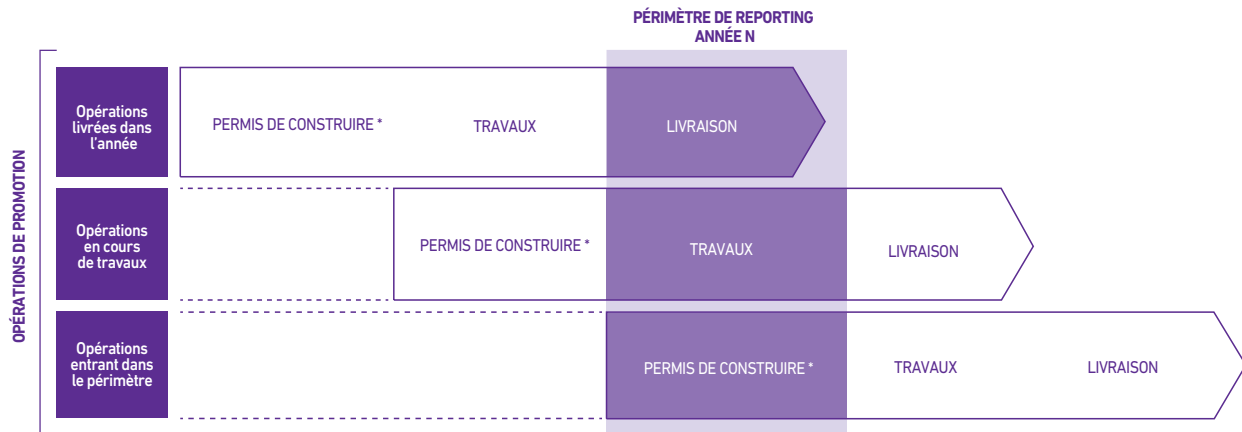 PÉRIMÈTRE DE REPORTING
ANNÉE N
OPÉRATIONS DE PROMOTION
Opérations
livrées dans
l'année
PERMIS DE CONSTRUIRE *
TRAVAUX
LIVRAISON
Opérations
en cours
de travaux
PERMIS DE CONSTRUIRE *
TRAVAUX
LIVRAISON
Opérations
entrant dans
le périmètre
PERMIS DE CONSTRUIRE *
TRAVAUX
LIVRAISON